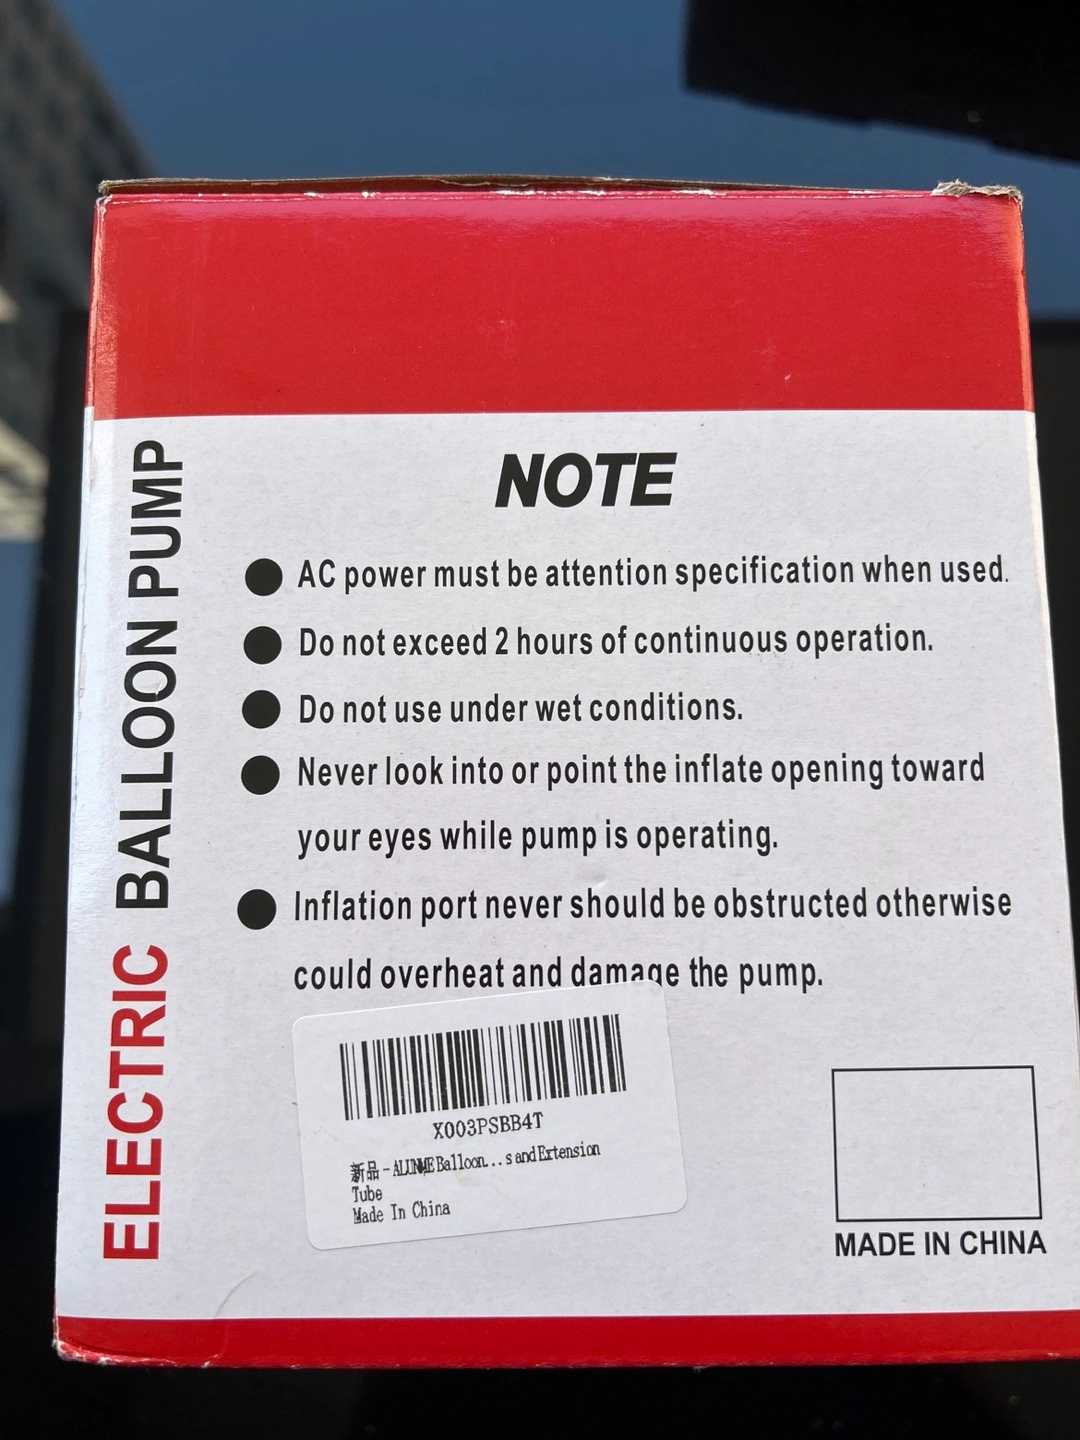 ELECTRIC BALLOON PUMP
NOTE
● AC power must be attention specification when used.
● Do not exceed 2 hours of continuous operation.
● Do not use under wet conditions.
● Never look into or point the inflate opening toward
your eyes while pump is operating.
● Inflation port never should be obstructed otherwise
could overheat and damage the pump.
X003PSBB4T
新品 - Balloon...s and Extension
Tube
Made In China
MADE IN CHINA